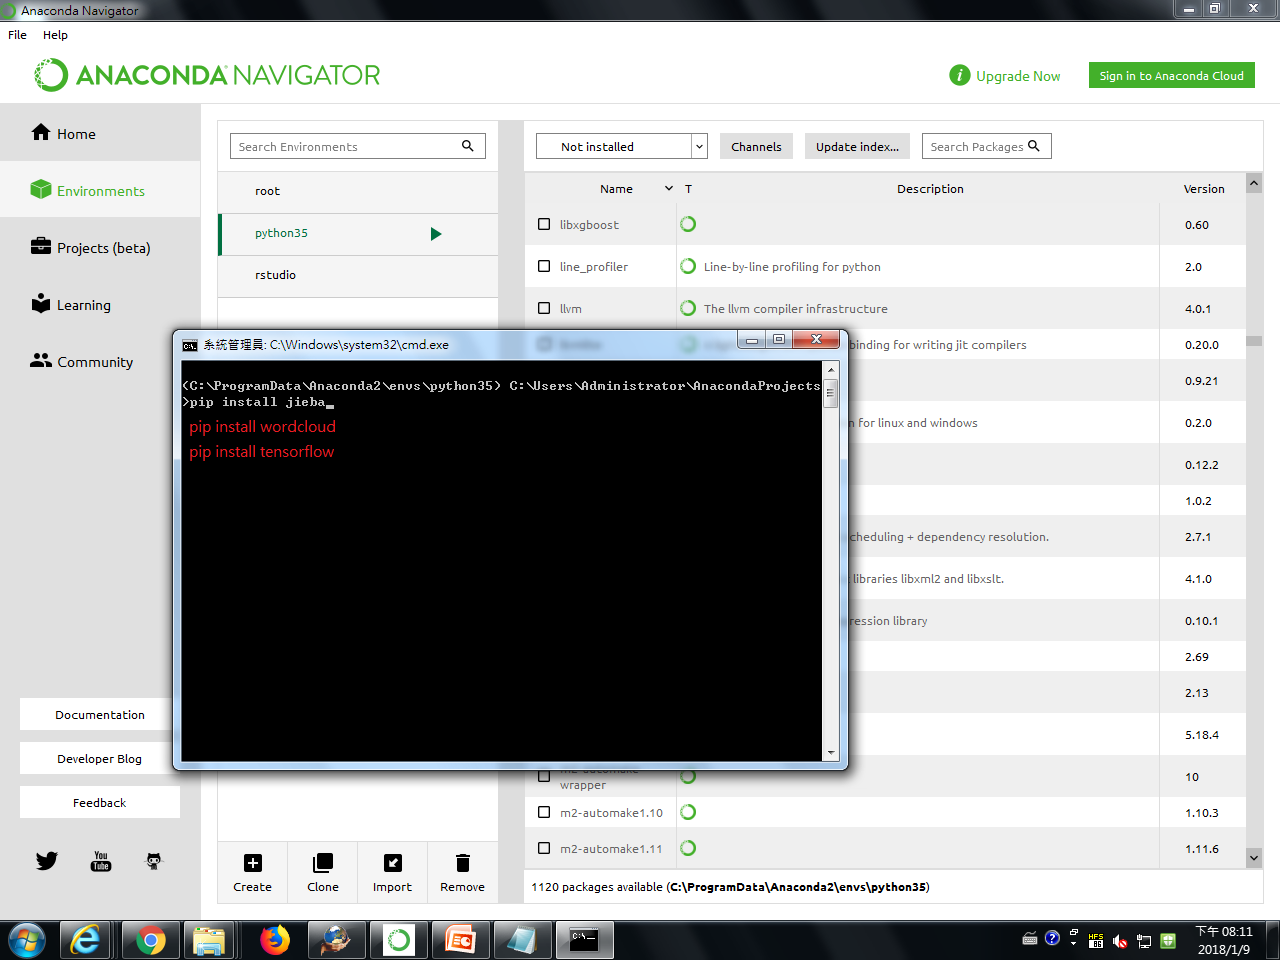 Anaconda Navigator
File Help
ANACONDA NAVIGATOR
Upgrade Now
Sign in to Anaconda Cloud
Home
Environments
Projects (beta)
Learning
Community
Documentation
Developer Blog
Feedback
You Tube
Search Environments
root
python35
rstudio
Create Clone Import Remove
Not installed Channels Update index... Search Packages
Name T Description Version
libxgboost 0.60
line_profiler Line-by-line profiling for python 2.0
llvm The llvm compiler infrastructure 4.0.1
binding for writing jit compilers 0.20.0
0.9.21
n for linux and windows 0.2.0
0.12.2
1.0.2
cheduling + dependency resolution. 2.7.1
libraries libxml2 and libxslt. 4.1.0
ression library 0.10.1
2.69
2.13
5.18.4
wrapper 10
m2-automake1.10 1.10.3
m2-automake1.11 1.11.6
1120 packages available (C:\ProgramData\Anaconda2\envs\python35)
系統管理員: C:\Windows\system32\cmd.exe
(C:\ProgramData\Anaconda2\envs\python35) C:\Users\Administrator\AnacondaProjects
>pip install jieba_
pip install wordcloud
pip install tensorflow
下午 08:11
2018/1/9